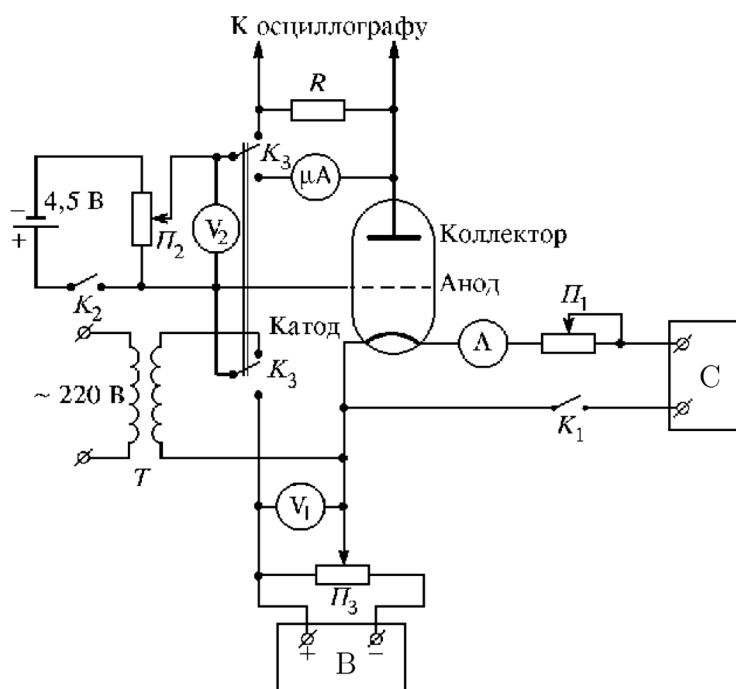 К осциллографу
R
K3
µA
− 4,5 В
+
П2
V2
Коллектор
K2
Анод
П1
Катод
А
K3
С
~ 220 В
K1
T
V1
П3
+ −
В